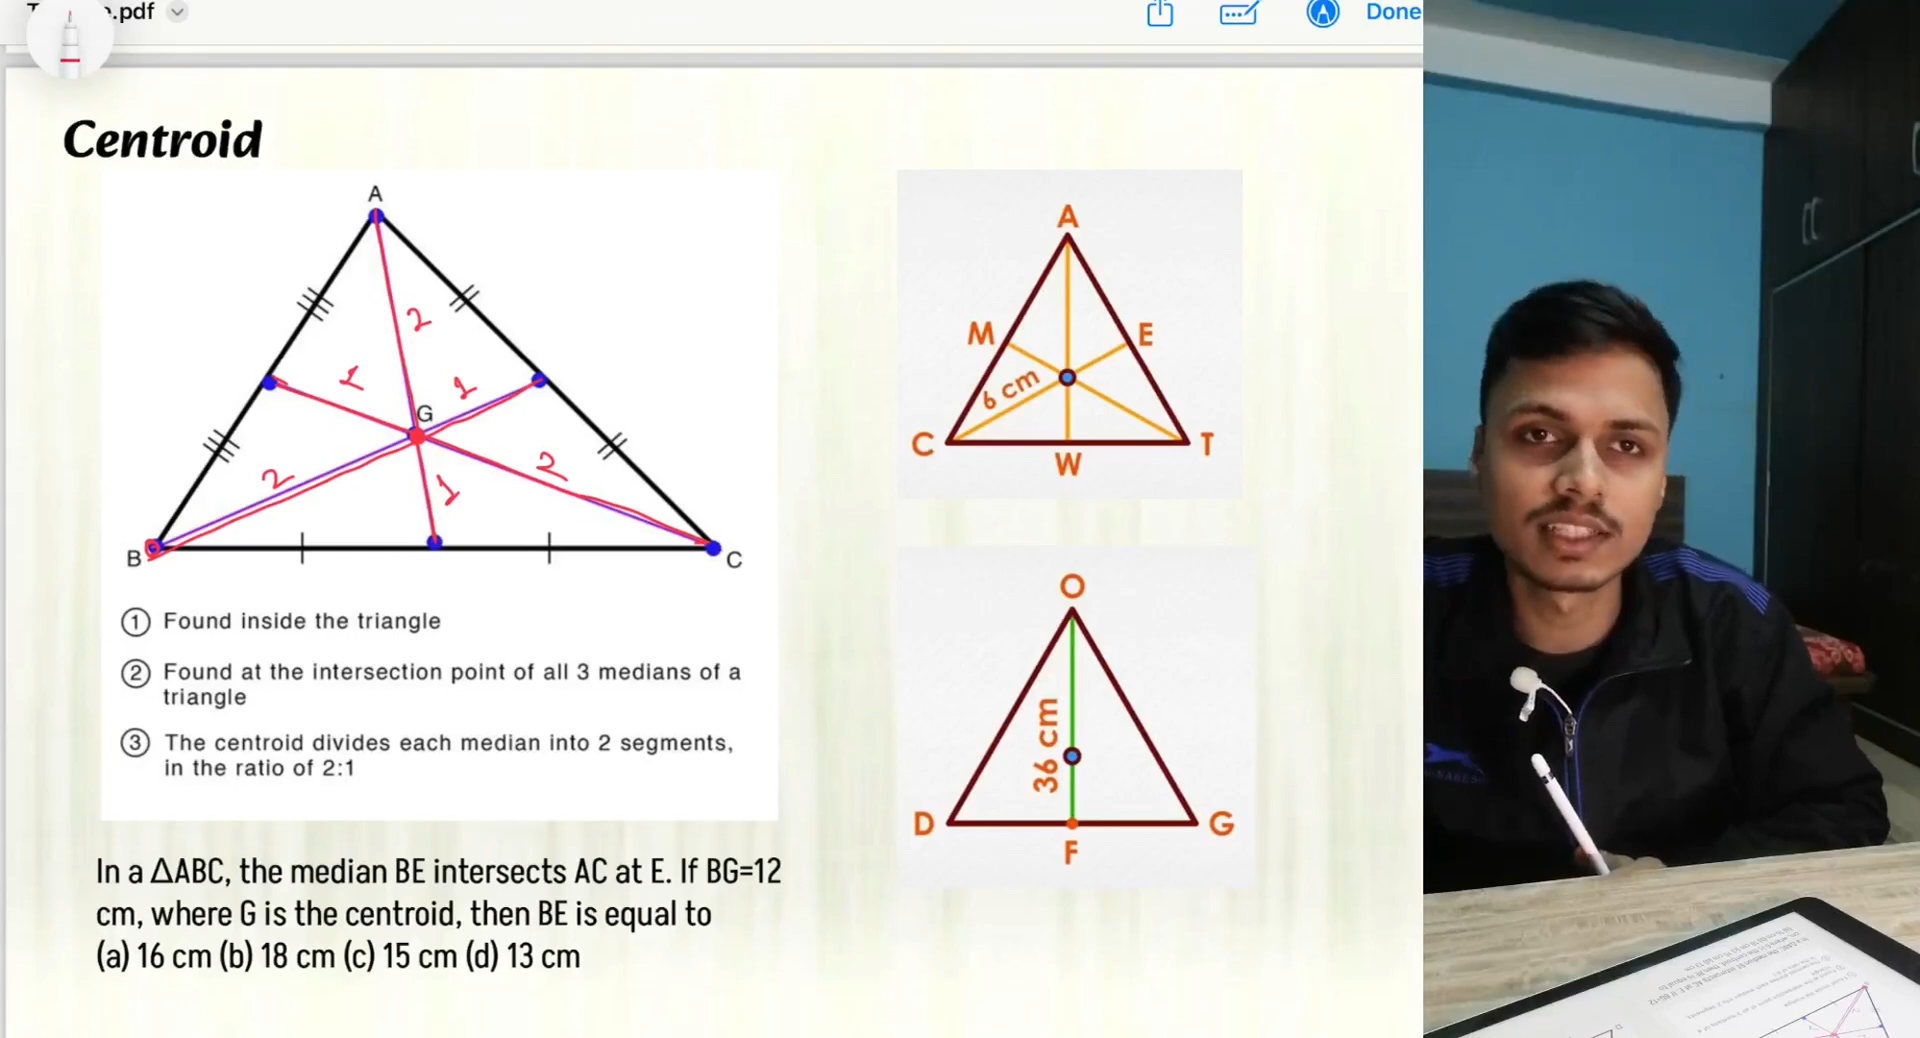 .pdf
Done
Centroid
A
2
1
1
G
2
2
1
B
C
① Found inside the triangle
② Found at the intersection point of all 3 medians of a
triangle
③ The centroid divides each median into 2 segments,
in the ratio of 2:1
In a ΔABC, the median BE intersects AC at E. If BG=12
cm, where G is the centroid, then BE is equal to
(a) 16 cm (b) 18 cm (c) 15 cm (d) 13 cm
A
M
E
6 cm
C
W
T
O
36 cm
D
G
F